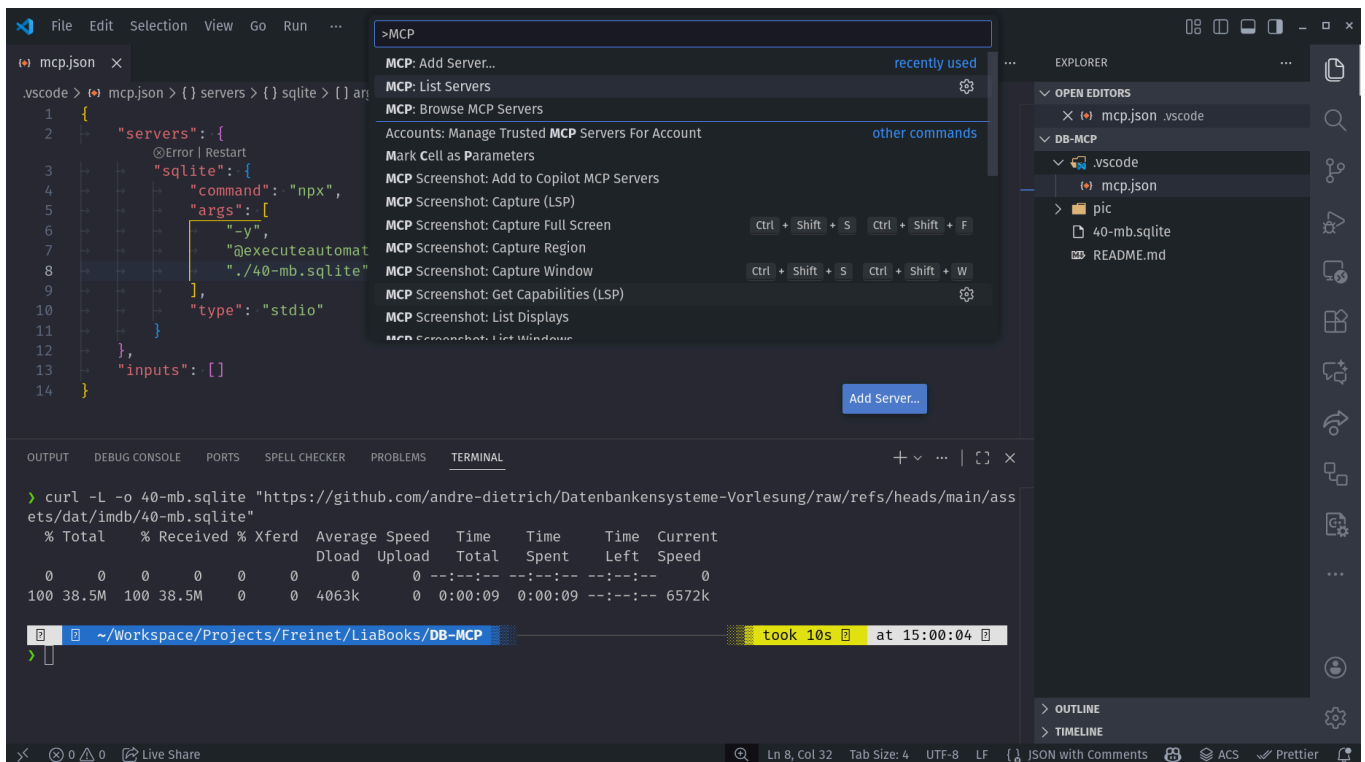 File Edit Selection View Go Run ···
>MCP
mcp.json
.vscode > mcp.json > { } servers > { } sqlite > [ ] arg
MCP: Add Server... recently used
MCP: List Servers
MCP: Browse MCP Servers
Accounts: Manage Trusted MCP Servers For Account other commands
Mark Cell as Parameters
MCP Screenshot: Add to Copilot MCP Servers
MCP Screenshot: Capture (LSP)
MCP Screenshot: Capture Full Screen Ctrl + Shift + S Ctrl + Shift + F
MCP Screenshot: Capture Region
MCP Screenshot: Capture Window Ctrl + Shift + S Ctrl + Shift + W
MCP Screenshot: Get Capabilities (LSP)
MCP Screenshot: List Displays
MCP Screenshot: List Windows
1 {
2 "servers": {
Error | Restart
3 "sqlite": {
4 "command": "npx",
5 "args": [
6 "-y",
7 "@executeautomat
8 "./40-mb.sqlite"
9 ],
10 "type": "stdio"
11 }
12 },
13 "inputs": []
14 }
Add Server...
EXPLORER ···
OPEN EDITORS
mcp.json .vscode
DB-MCP
.vscode
mcp.json
pic
40-mb.sqlite
README.md
OUTPUT DEBUG CONSOLE PORTS SPELL CHECKER PROBLEMS TERMINAL
❯ curl -L -o 40-mb.sqlite "https://github.com/andre-dietrich/Datenbankensysteme-Vorlesung/raw/refs/heads/main/ass
ets/dat/imdb/40-mb.sqlite"
% Total % Received % Xferd Average Speed Time Time Time Current
Dload Upload Total Spent Left Speed
0 0 0 0 0 0 0 0 --:--:-- --:--:-- --:--:-- 0
100 38.5M 100 38.5M 0 0 4063k 0 0:00:09 0:00:09 --:--:-- 6572k
~/Workspace/Projects/Freinet/LiaBooks/DB-MCP took 10s at 15:00:04
❯
OUTLINE
TIMELINE
0 0 Live Share Ln 8, Col 32 Tab Size: 4 UTF-8 LF { } JSON with Comments ACS Prettier